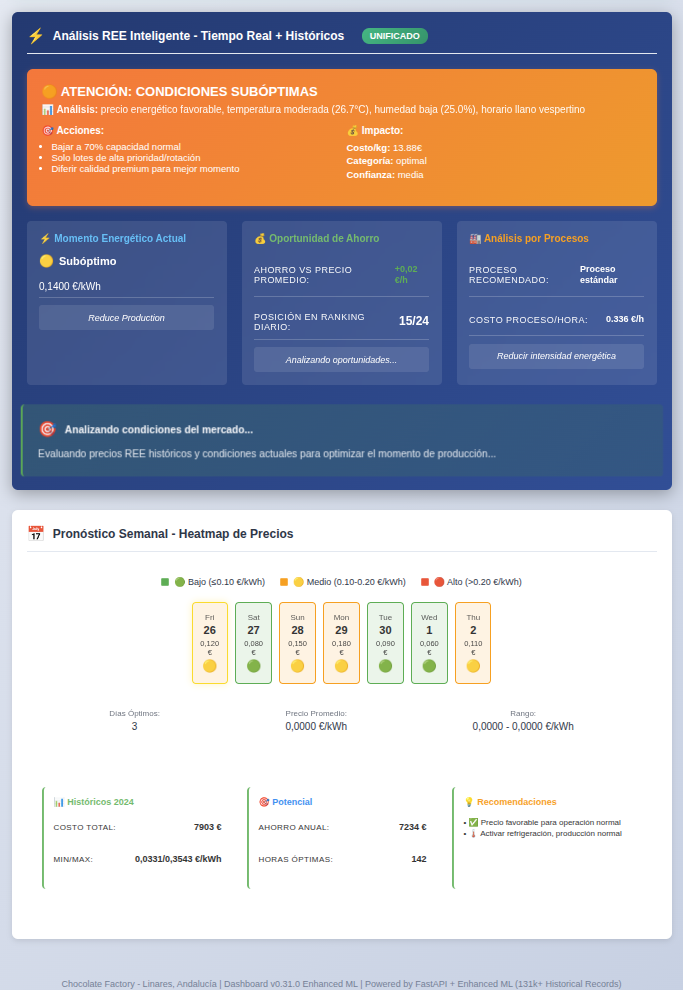 ⚡ Análisis REE Inteligente - Tiempo Real + Históricos UNIFICADO
🟠 ATENCIÓN: CONDICIONES SUBÓPTIMAS
📊 Análisis: precio energético favorable, temperatura moderada (26.7°C), humedad baja (25.0%), horario llano vespertino
🎯 Acciones:
• Bajar a 70% capacidad normal
• Solo lotes de alta prioridad/rotación
• Diferir calidad premium para mejor momento
💰 Impacto:
Costo/kg: 13.88€
Categoría: optimal
Confianza: media
⚡ Momento Energético Actual
🟡 Subóptimo
0,1400 €/kWh
Reduce Production
💰 Oportunidad de Ahorro
AHORRO VS PRECIO PROMEDIO: +0,02 €/h
POSICIÓN EN RANKING DIARIO: 15/24
Analizando oportunidades...
🏭 Análisis por Procesos
PROCESO RECOMENDADO: Proceso estándar
COSTO PROCESO/HORA: 0.336 €/h
Reducir intensidad energética
🎯 Analizando condiciones del mercado...
Evaluando precios REE históricos y condiciones actuales para optimizar el momento de producción...
📅 Pronóstico Semanal - Heatmap de Precios
🟢 Bajo (≤0.10 €/kWh) 🟡 Medio (0.10-0.20 €/kWh) 🔴 Alto (>0.20 €/kWh)
Fri Sat Sun Mon Tue Wed Thu
26 27 28 29 30 1 2
0,120 0,080 0,150 0,180 0,090 0,060 0,110
€ € € € € € €
🟡 🟢 🟡 🟡 🟢 🟢 🟡
Días Óptimos: Precio Promedio: Rango:
3 0,0000 €/kWh 0,0000 - 0,0000 €/kWh
📊 Históricos 2024
COSTO TOTAL: 7903 €
MIN/MAX: 0,0331/0,3543 €/kWh
🎯 Potencial
AHORRO ANUAL: 7234 €
HORAS ÓPTIMAS: 142
💡 Recomendaciones
• ✅ Precio favorable para operación normal
• 🌡️ Activar refrigeración, producción normal
Chocolate Factory - Linares, Andalucía | Dashboard v0.31.0 Enhanced ML | Powered by FastAPI + Enhanced ML (131k+ Historical Records)